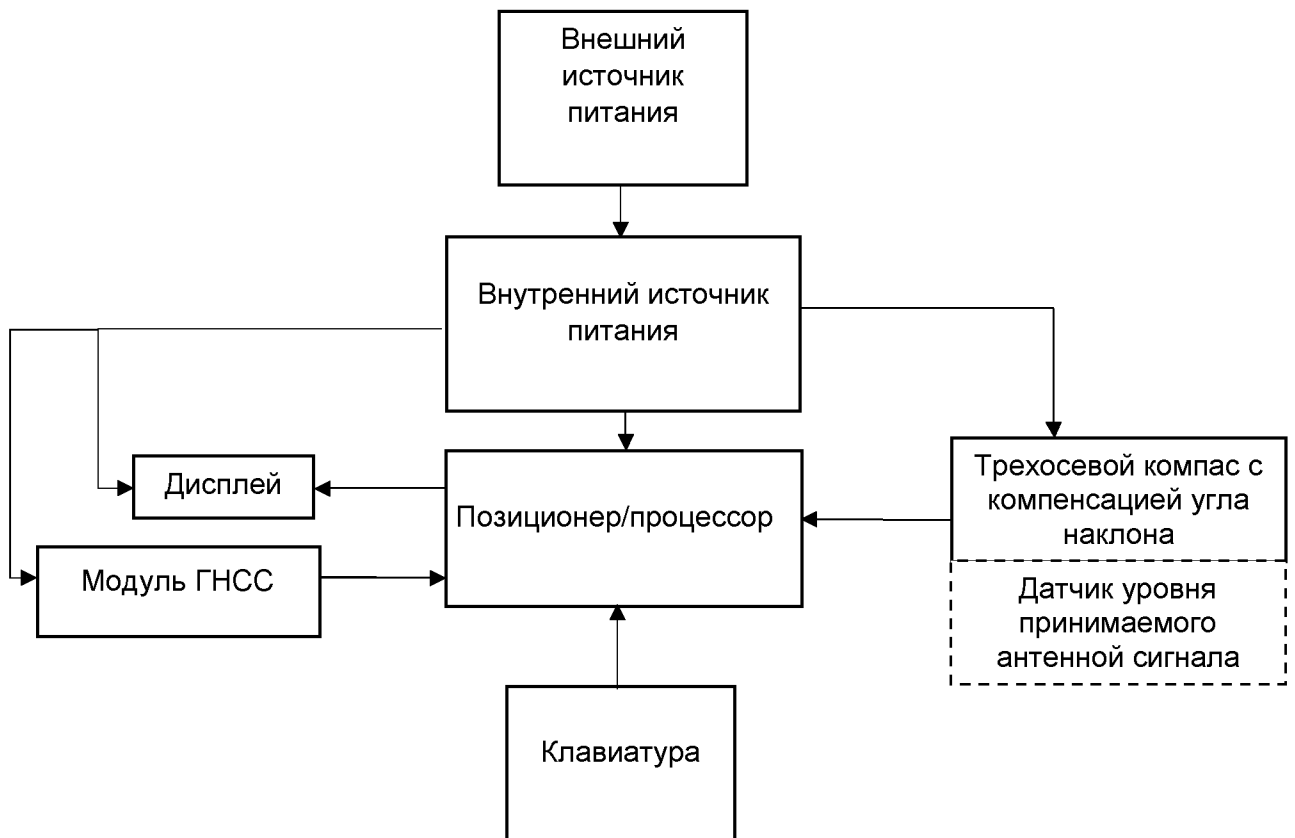 Внешний
источник
питания
Внутренний источник
питания
Дисплей
Позиционер/процессор
Трехосевой компас с
компенсацией угла
наклона
Модуль ГНСС
Датчик уровня
принимаемого
антенной сигнала
Клавиатура